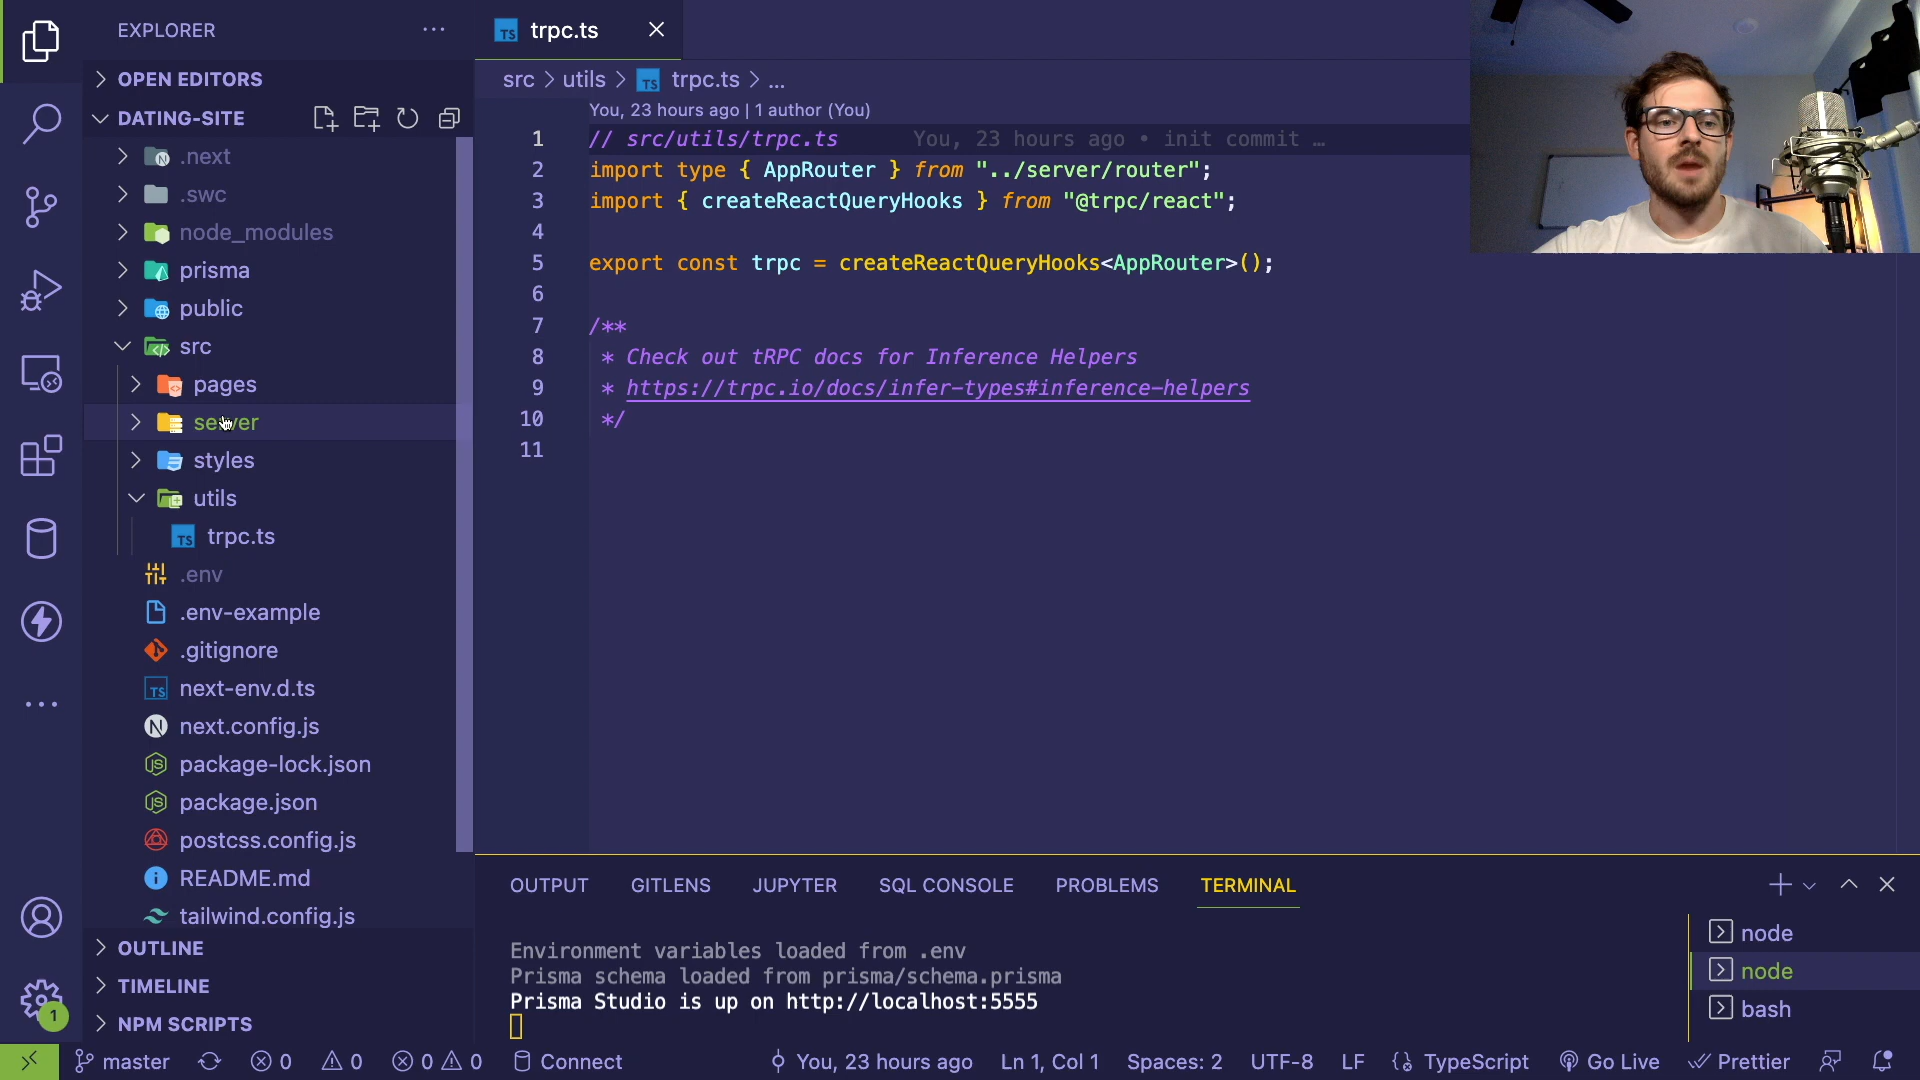 EXPLORER
OPEN EDITORS
DATING-SITE
.next
.swc
node_modules
prisma
public
src
pages
server
styles
utils
trpc.ts
.env
.env-example
.gitignore
next-env.d.ts
next.config.js
package-lock.json
package.json
postcss.config.js
README.md
tailwind.config.js
OUTLINE
TIMELINE
NPM SCRIPTS
1
TS trpc.ts
src > utils > TS trpc.ts > ...
You, 23 hours ago | 1 author (You)
1 // src/utils/trpc.ts You, 23 hours ago • init commit …
2 import type { AppRouter } from "../server/router";
3 import { createReactQueryHooks } from "@trpc/react";
4
5 export const trpc = createReactQueryHooks<AppRouter>();
6
7 /**
8 * Check out tRPC docs for Inference Helpers
9 * https://trpc.io/docs/infer-types#inference-helpers
10 */
11
OUTPUT GITLENS JUPYTER SQL CONSOLE PROBLEMS TERMINAL
Environment variables loaded from .env
Prisma schema loaded from prisma/schema.prisma
Prisma Studio is up on http://localhost:5555
node
node
bash
master 0 0 0 0 Connect You, 23 hours ago Ln 1, Col 1 Spaces: 2 UTF-8 LF {} TypeScript Go Live Prettier